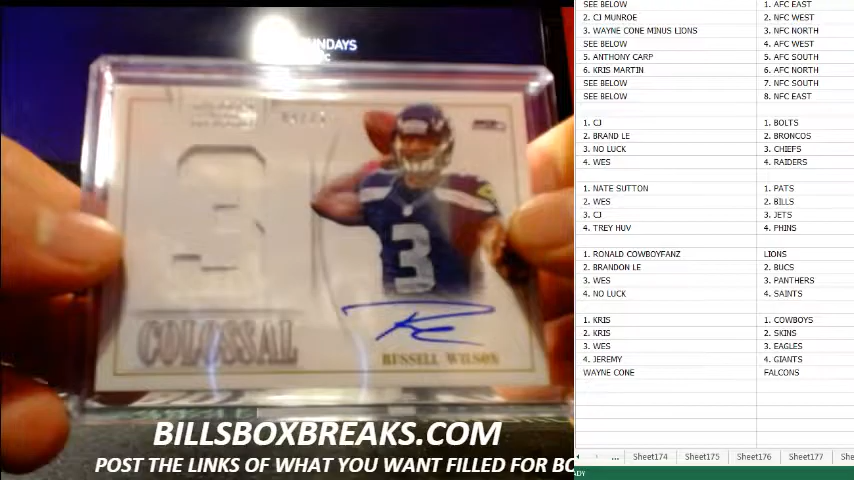 UNDAYS
3
3
COLOSSAL
RUSSELL WILSON
BILLSBOXBREAKS.COM
POST THE LINKS OF WHAT YOU WANT FILLED FOR BO
SEE BELOW 1. AFC EAST
2. CJ MUNROE 2. NFC WEST
3. WAYNE CONE MINUS LIONS 3. NFC NORTH
SEE BELOW 4. AFC WEST
5. ANTHONY CARP 5. AFC SOUTH
6. KRIS MARTIN 6. AFC NORTH
SEE BELOW 7. NFC SOUTH
SEE BELOW 8. NFC EAST
1. CJ 1. BOLTS
2. BRAND LE 2. BRONCOS
3. NO LUCK 3. CHIEFS
4. WES 4. RAIDERS
1. NATE SUTTON 1. PATS
2. WES 2. BILLS
3. CJ 3. JETS
4. TREY HUV 4. PHINS
1. RONALD COWBOYFANZ LIONS
2. BRANDON LE 2. BUCS
3. WES 3. PANTHERS
4. NO LUCK 4. SAINTS
1. KRIS 1. COWBOYS
2. KRIS 2. SKINS
3. WES 3. EAGLES
4. JEREMY 4. GIANTS
WAYNE CONE FALCONS
... Sheet174 Sheet175 Sheet176 Sheet177 She
ADY